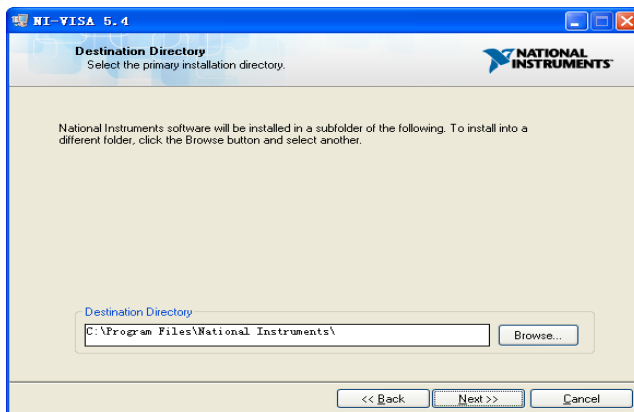 NI-VISA 5.4
Destination Directory
Select the primary installation directory.
NATIONAL
INSTRUMENTS™
National Instruments software will be installed in a subfolder of the following. To install into a
different folder, click the Browse button and select another.
Destination Directory
C:\Program Files\National Instruments\
Browse...
<< Back
Next >>
Cancel